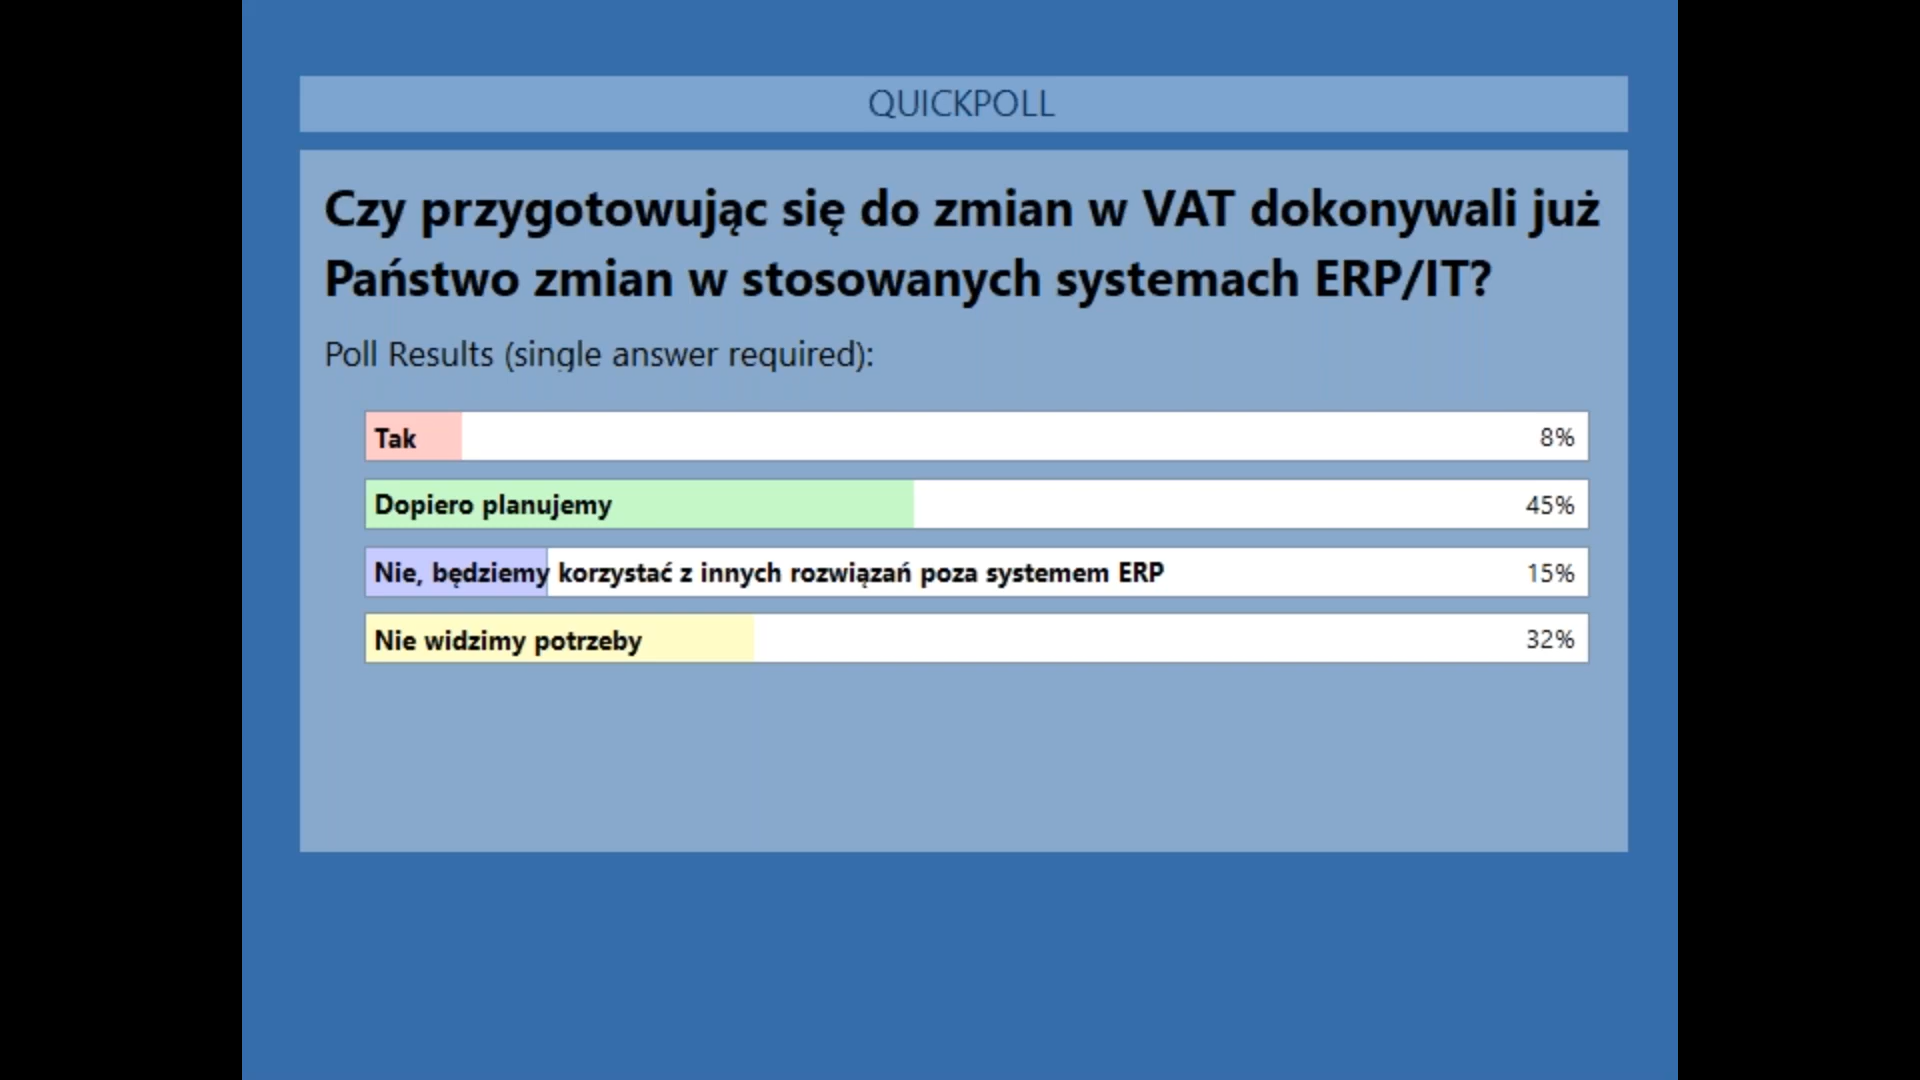 QUICKPOLL
Czy przygotowując się do zmian w VAT dokonywali już
Państwo zmian w stosowanych systemach ERP/IT?
Poll Results (single answer required):
Tak 8%
Dopiero planujemy 45%
Nie, będziemy korzystać z innych rozwiązań poza systemem ERP 15%
Nie widzimy potrzeby 32%